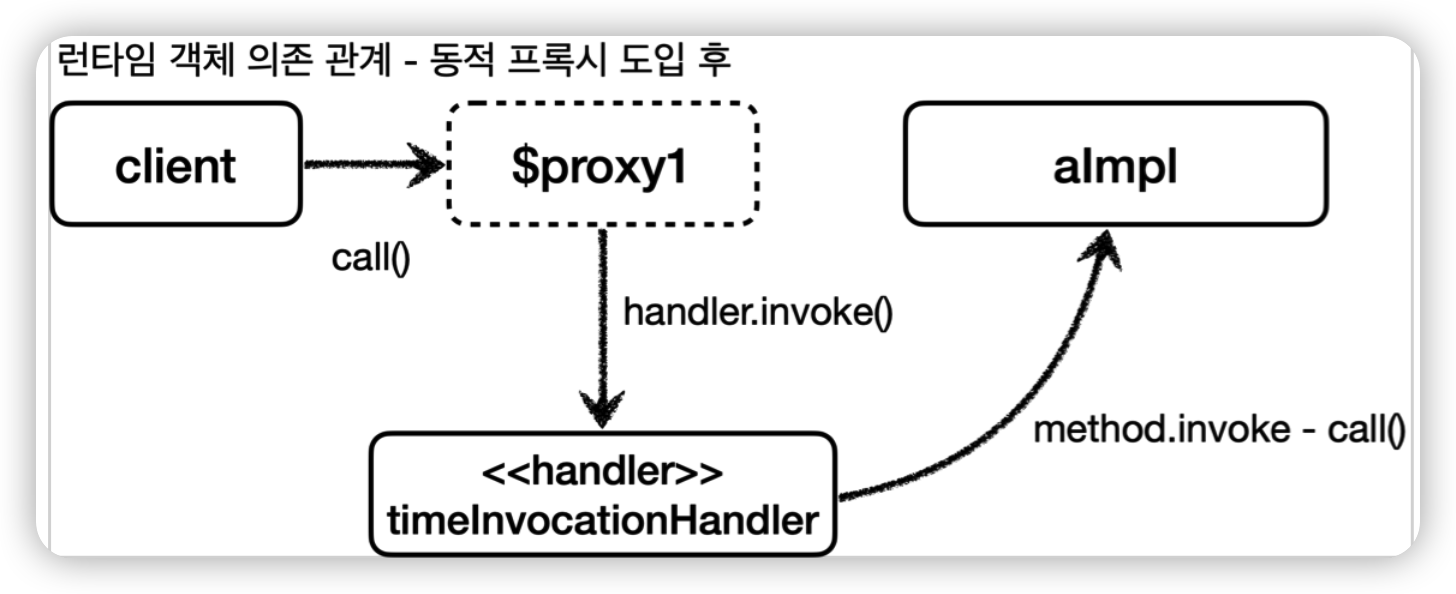 런타임 객체 의존 관계 - 동적 프록시 도입 후
client
$proxy1
aImpl
call()
handler.invoke()
method.invoke - call()
<<handler>>
timeInvocationHandler